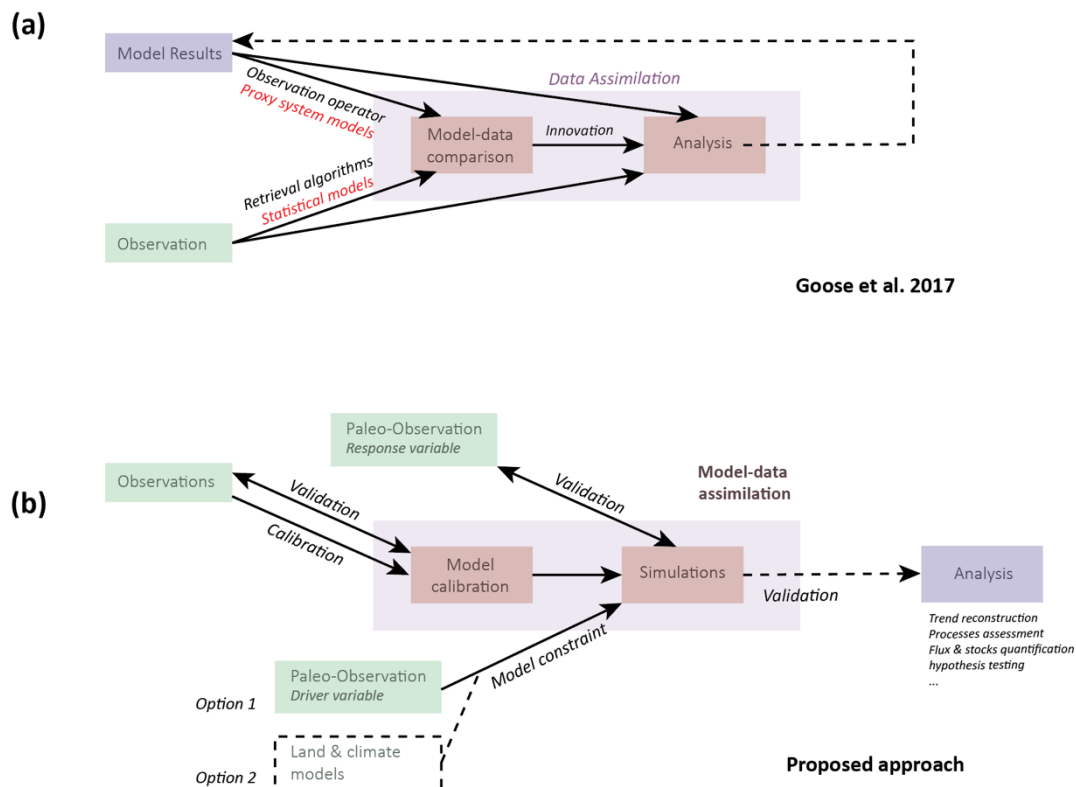 (a)
Model Results
Data Assimilation
Observation operator
Proxy system models
Model-data
comparison
Innovation
Analysis
Retrieval algorithms
Statistical models
Observation
Goose et al. 2017
(b)
Paleo-Observation
Response variable
Observations
Validation
Calibration
Validation
Model-data
assimilation
Model
calibration
Simulations
Validation
Analysis
Trend reconstruction
Processes assessment
Flux & stocks quantification
hypothesis testing
...
Model constraint
Option 1
Paleo-Observation
Driver variable
Option 2
Land & climate
models
Proposed approach